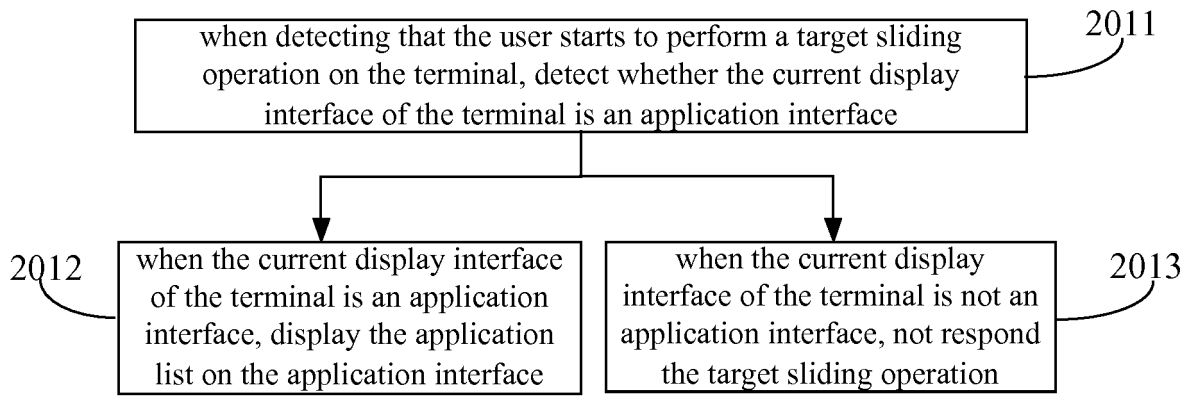 when detecting that the user starts to perform a target sliding
operation on the terminal, detect whether the current display
interface of the terminal is an application interface
2011
2012
when the current display interface
of the terminal is an application
interface, display the application
list on the application interface
when the current display
interface of the terminal is not an
application interface, not respond
the target sliding operation
2013